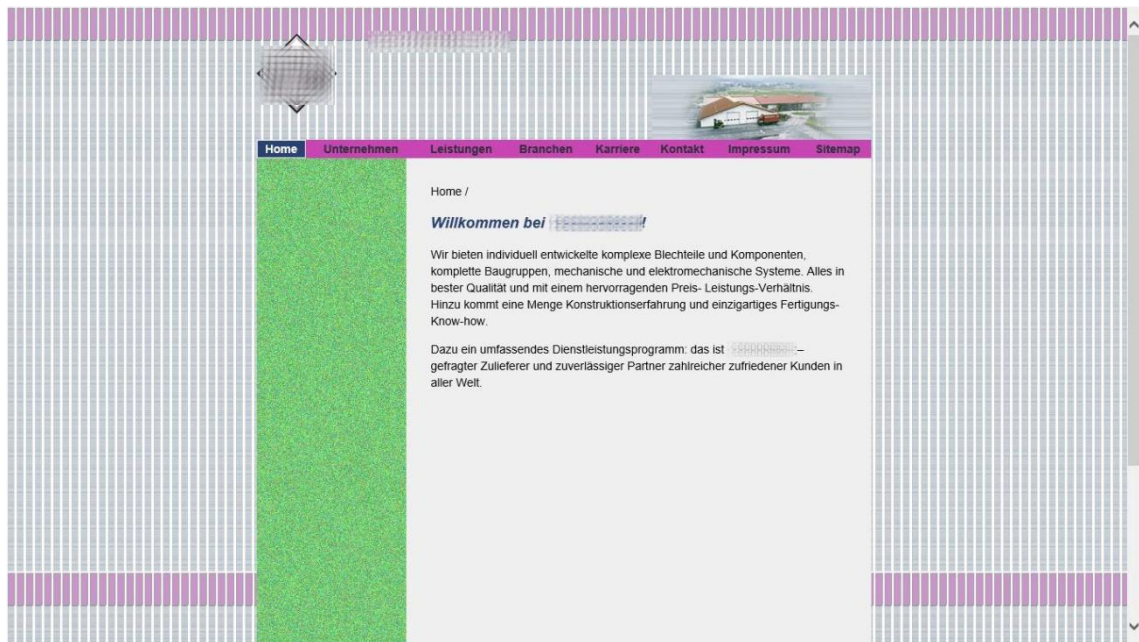 Home Unternehmen Leistungen Branchen Karriere Kontakt Impressum Sitemap
Home /
Willkommen bei !
Wir bieten individuell entwickelte komplexe Blechteile und Komponenten,
komplette Baugruppen, mechanische und elektromechanische Systeme. Alles in
bester Qualität und mit einem hervorragenden Preis- Leistungs-Verhältnis.
Hinzu kommt eine Menge Konstruktionserfahrung und einzigartiges Fertigungs-
Know-how.
Dazu ein umfassendes Dienstleistungsprogramm: das ist –
gefragter Zulieferer und zuverlässiger Partner zahlreicher zufriedener Kunden in
aller Welt.